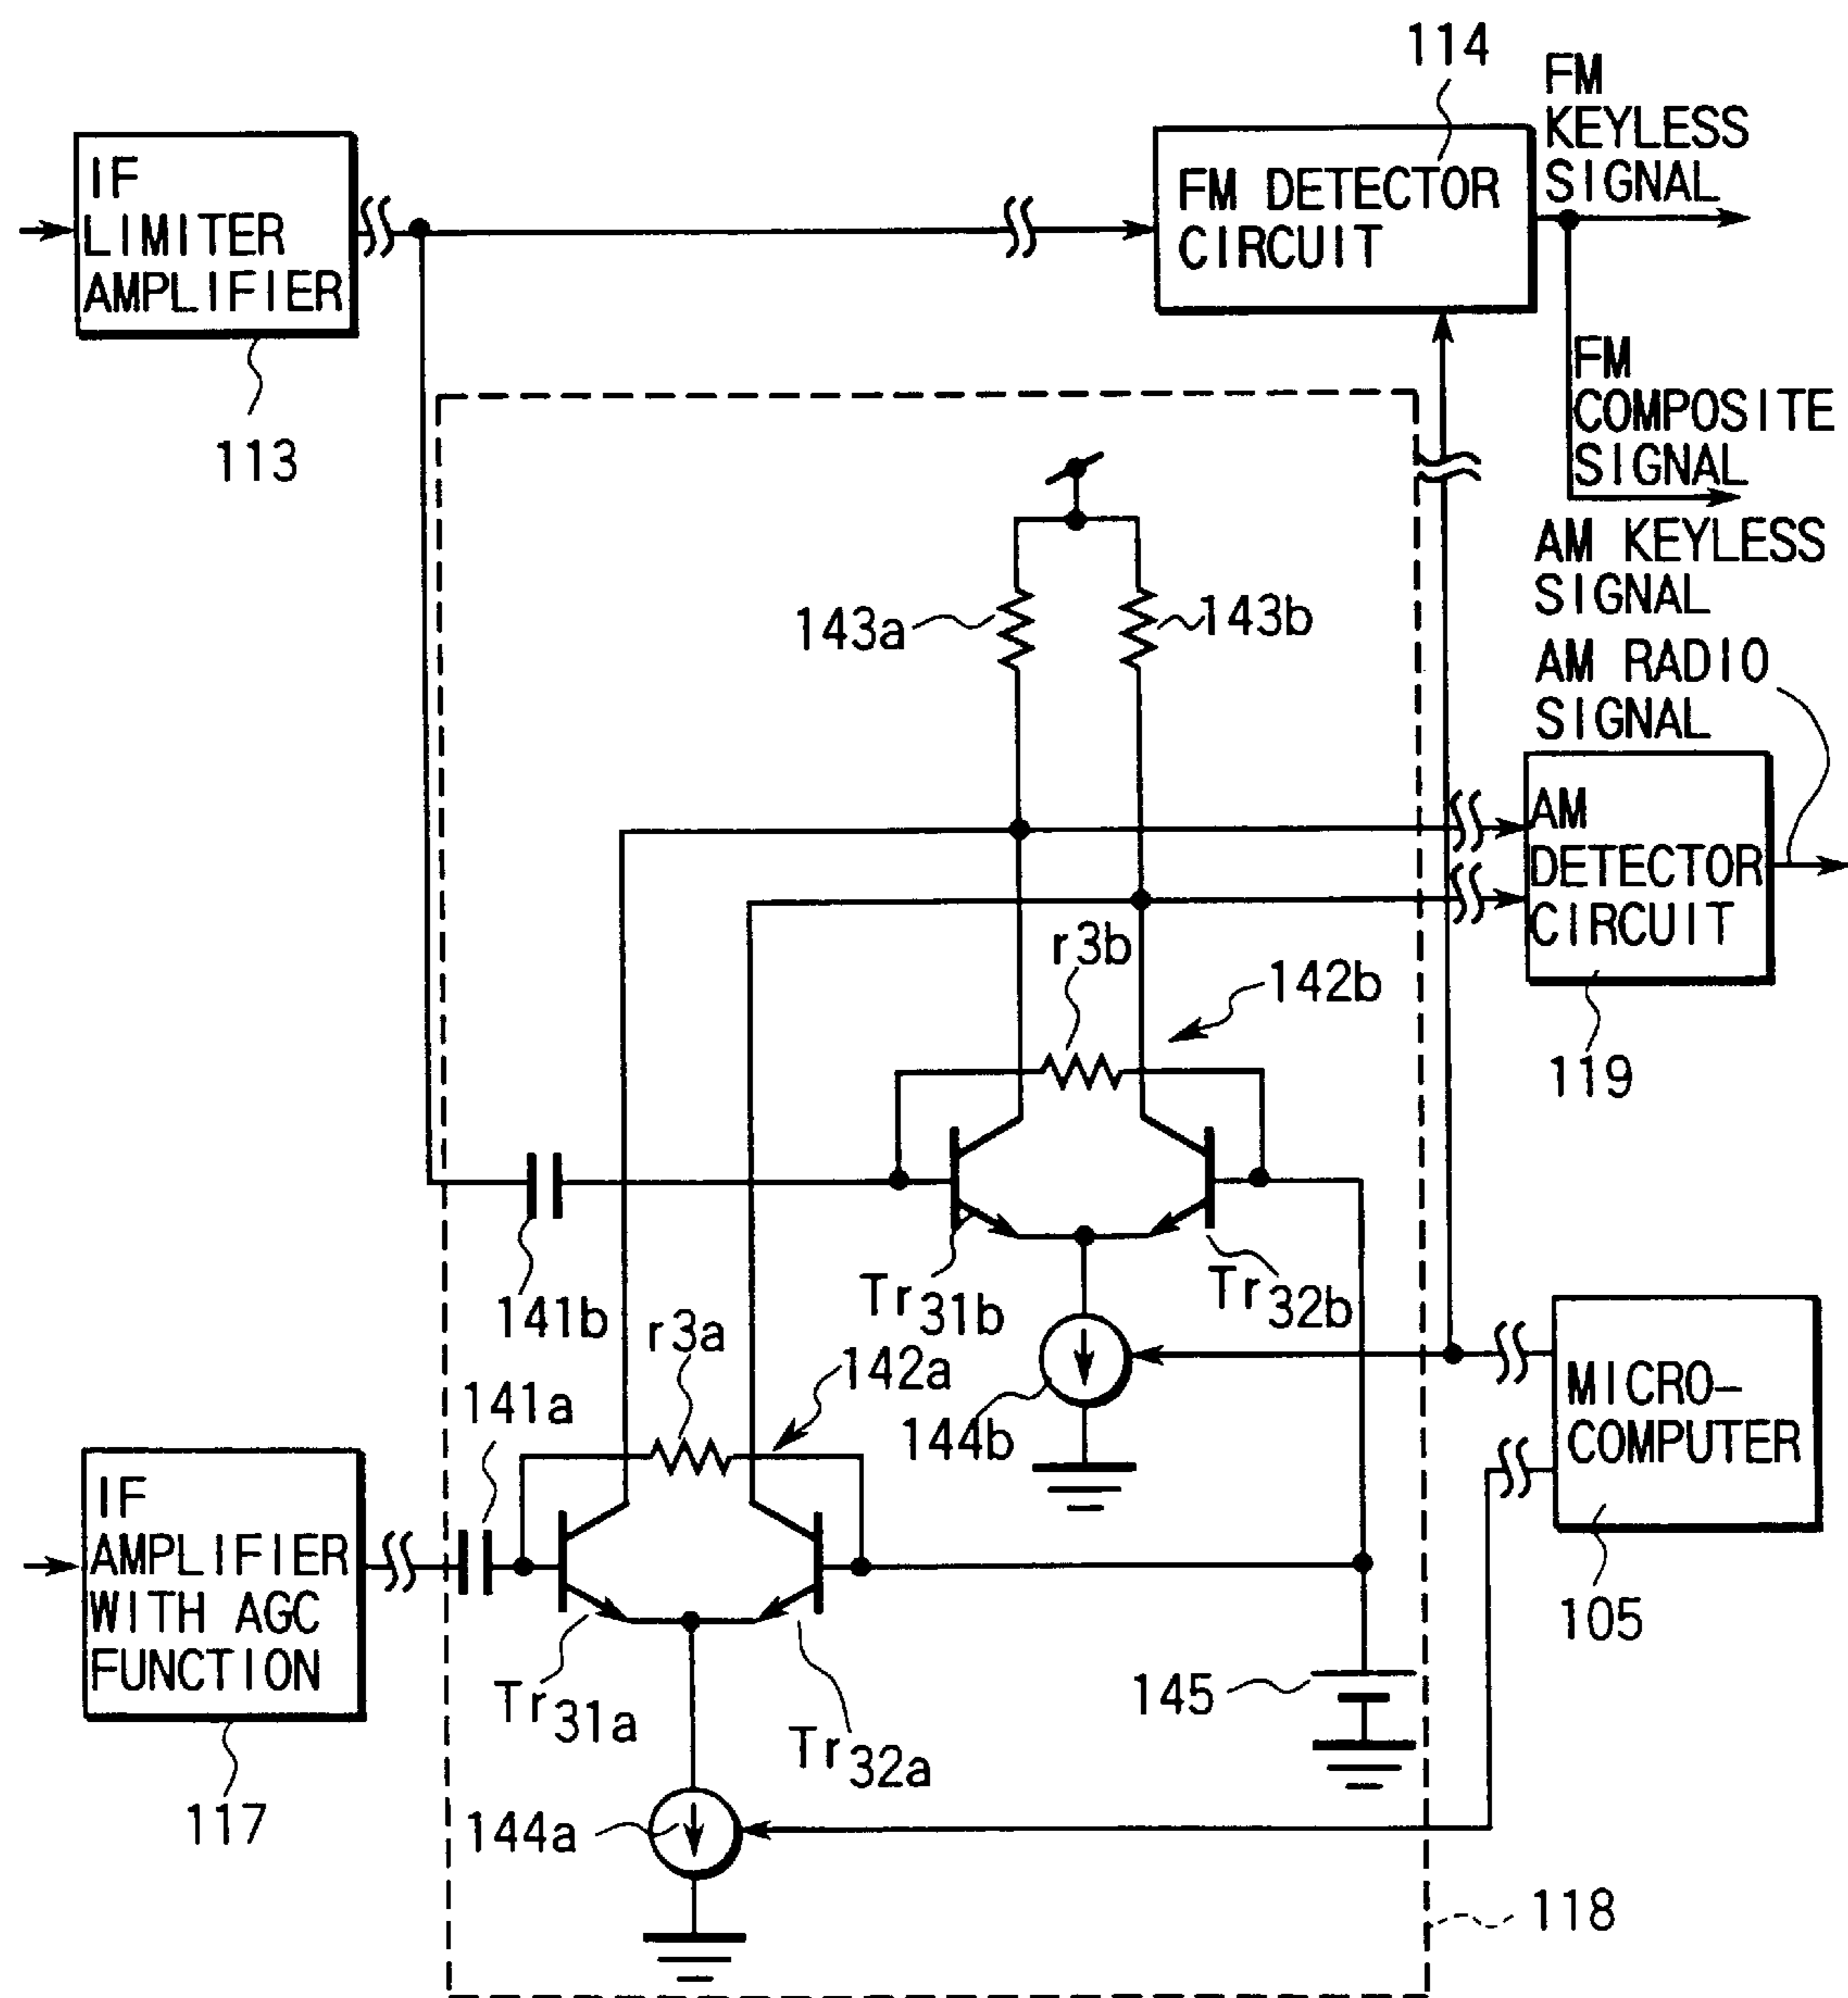 114
FM
KEYLESS
SIGNAL
IF
LIMITER
AMPLIFIER
FM DETECTOR
CIRCUIT
113
FM
COMPOSITE
SIGNAL
AM KEYLESS
SIGNAL
143a
143b
AM RADIO
SIGNAL
AM
DETECTOR
CIRCUIT
r3b
142b
119
141b
Tr31b
Tr32b
r3a
142a
141a
144b
MICRO-
COMPUTER
IF
AMPLIFIER
WITH AGC
FUNCTION
105
145
Tr31a
Tr32a
117
144a
118